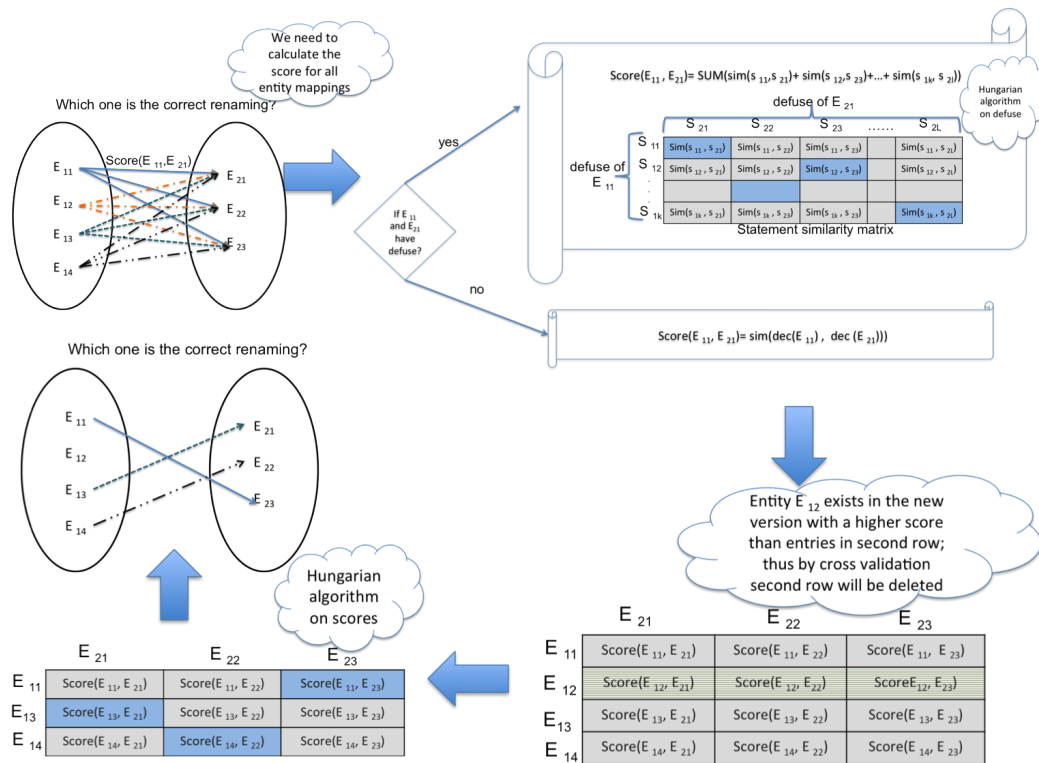 We need to
calculate the
score for all
entity mappings
Which one is the correct renaming?
Score(E 11,E 21)
E 11
E 12
E 13
E 14
E 21
E 22
E 23
yes
If E 11
and E 21
have
defuse?
no
Score(E 11, E 21)= SUM(sim(s 11,s 21)+ sim(s 12,s 23)+...+ sim(s 1k, s 2l))
Hungarian
algorithm
on defuse
defuse of E 21
S 21 S 22 S 23 ...... S 2L
defuse of
E 11
S 11 Sim(s 11 , s 21) Sim(s 11 , s 22) Sim(s 11 , s 23) Sim(s 11 , s 2l)
S 12 Sim(s 12 , s 21) Sim(s 12 , s 22) Sim(s 12 , s 23) Sim(s 12 , s 2l)
.
.
S 1k Sim(s 1k , s 22) Sim(s 1k , s 23) Sim(s 1k , s 23) Sim(s 1k , s 2l)
Statement similarity matrix
Score(E 11, E 21)= sim(dec(E 11) , dec (E 21)))
Which one is the correct renaming?
E 11
E 12
E 13
E 14
E 21
E 22
E 23
Entity E 12 exists in the new
version with a higher score
than entries in second row;
thus by cross validation
second row will be deleted
Hungarian
algorithm
on scores
E 21 E 22 E 23
E 11 Score(E 11, E 21) Score(E 11, E 22) Score(E 11, E 23)
E 13 Score(E 13, E 21) Score(E 13, E 22) Score(E 13, E 23)
E 14 Score(E 14, E 21) Score(E 14, E 22) Score(E 14, E 23)
E 21 E 22 E 23
E 11 Score(E 11, E 21) Score(E 11, E 22) Score(E 11, E 23)
E 12 Score(E 12, E 21) Score(E 12, E 22) ScoreE 12, E 23)
E 13 Score(E 13, E 21) Score(E 13, E 22) Score(E 13, E 23)
E 14 Score(E 14, E 21) Score(E 14, E 22) Score(E 14, E 23)